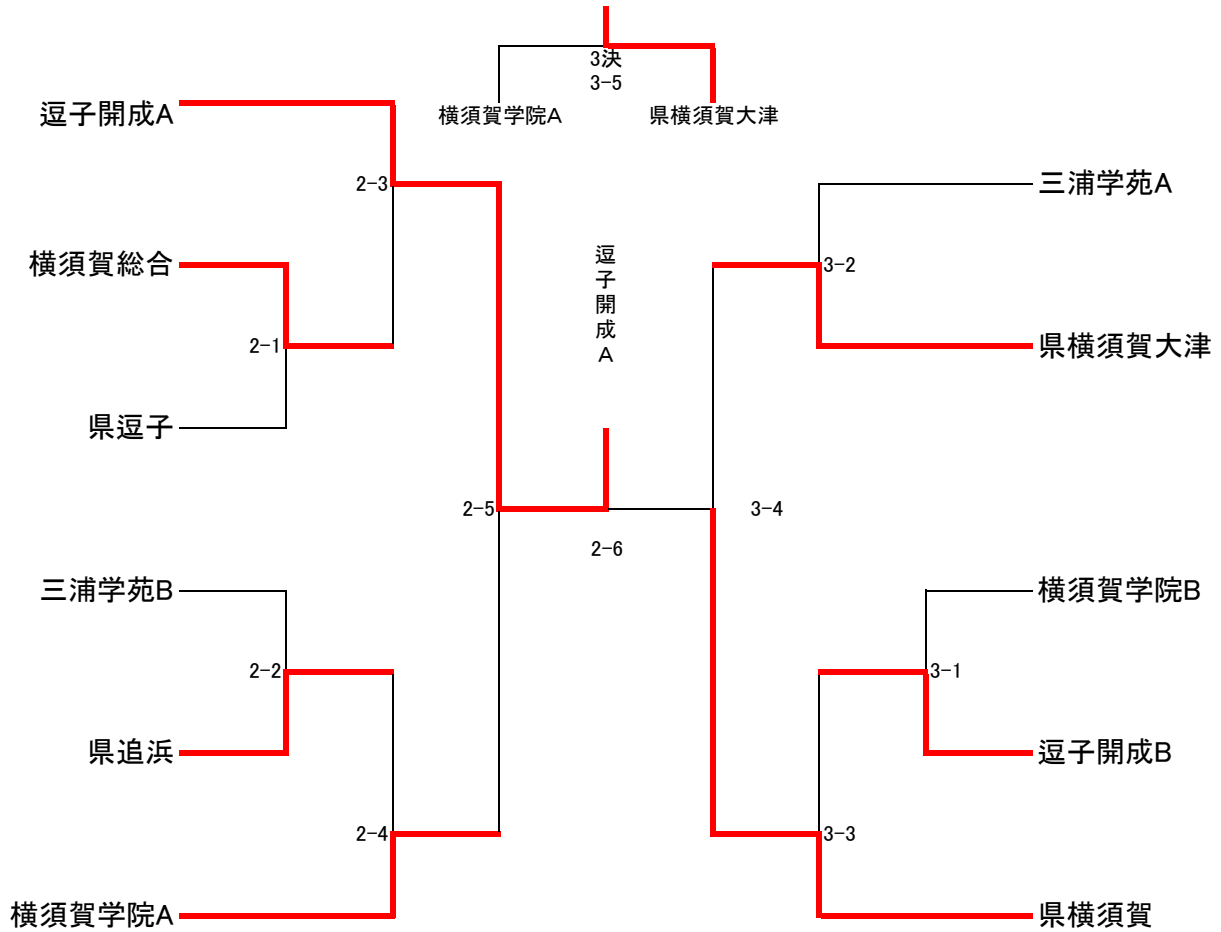 3決
3-5
横須賀学院A
県横須賀大津
逗子開成A
2-3
三浦学苑A
横須賀総合
逗子開成A
3-2
2-1
県横須賀大津
県逗子
2-5
3-4
2-6
三浦学苑B
横須賀学院B
2-2
3-1
県追浜
逗子開成B
2-4
3-3
横須賀学院A
県横須賀